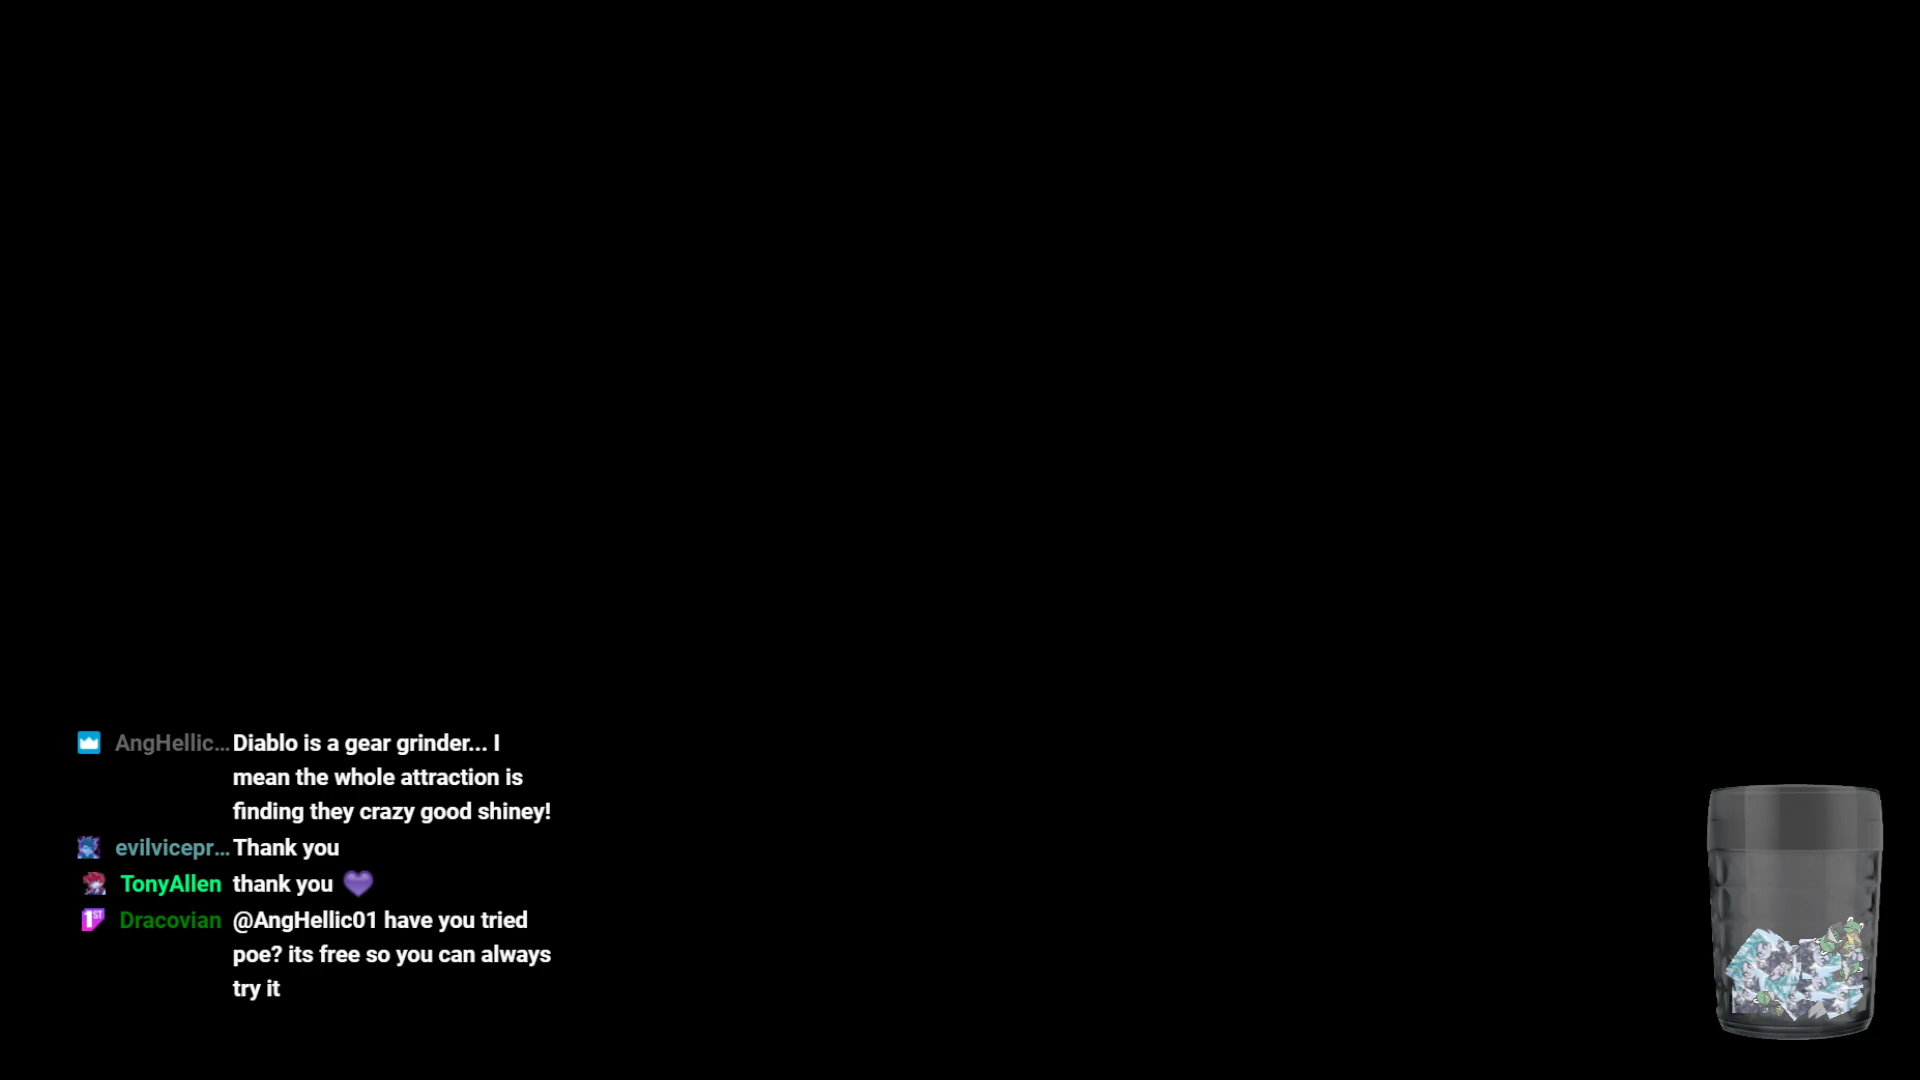 AngHellic... Diablo is a gear grinder... I
mean the whole attraction is
finding they crazy good shiney!
evilvicepr... Thank you
TonyAllen thank you
1ST Dracovian @AngHellic01 have you tried
poe? its free so you can always
try it